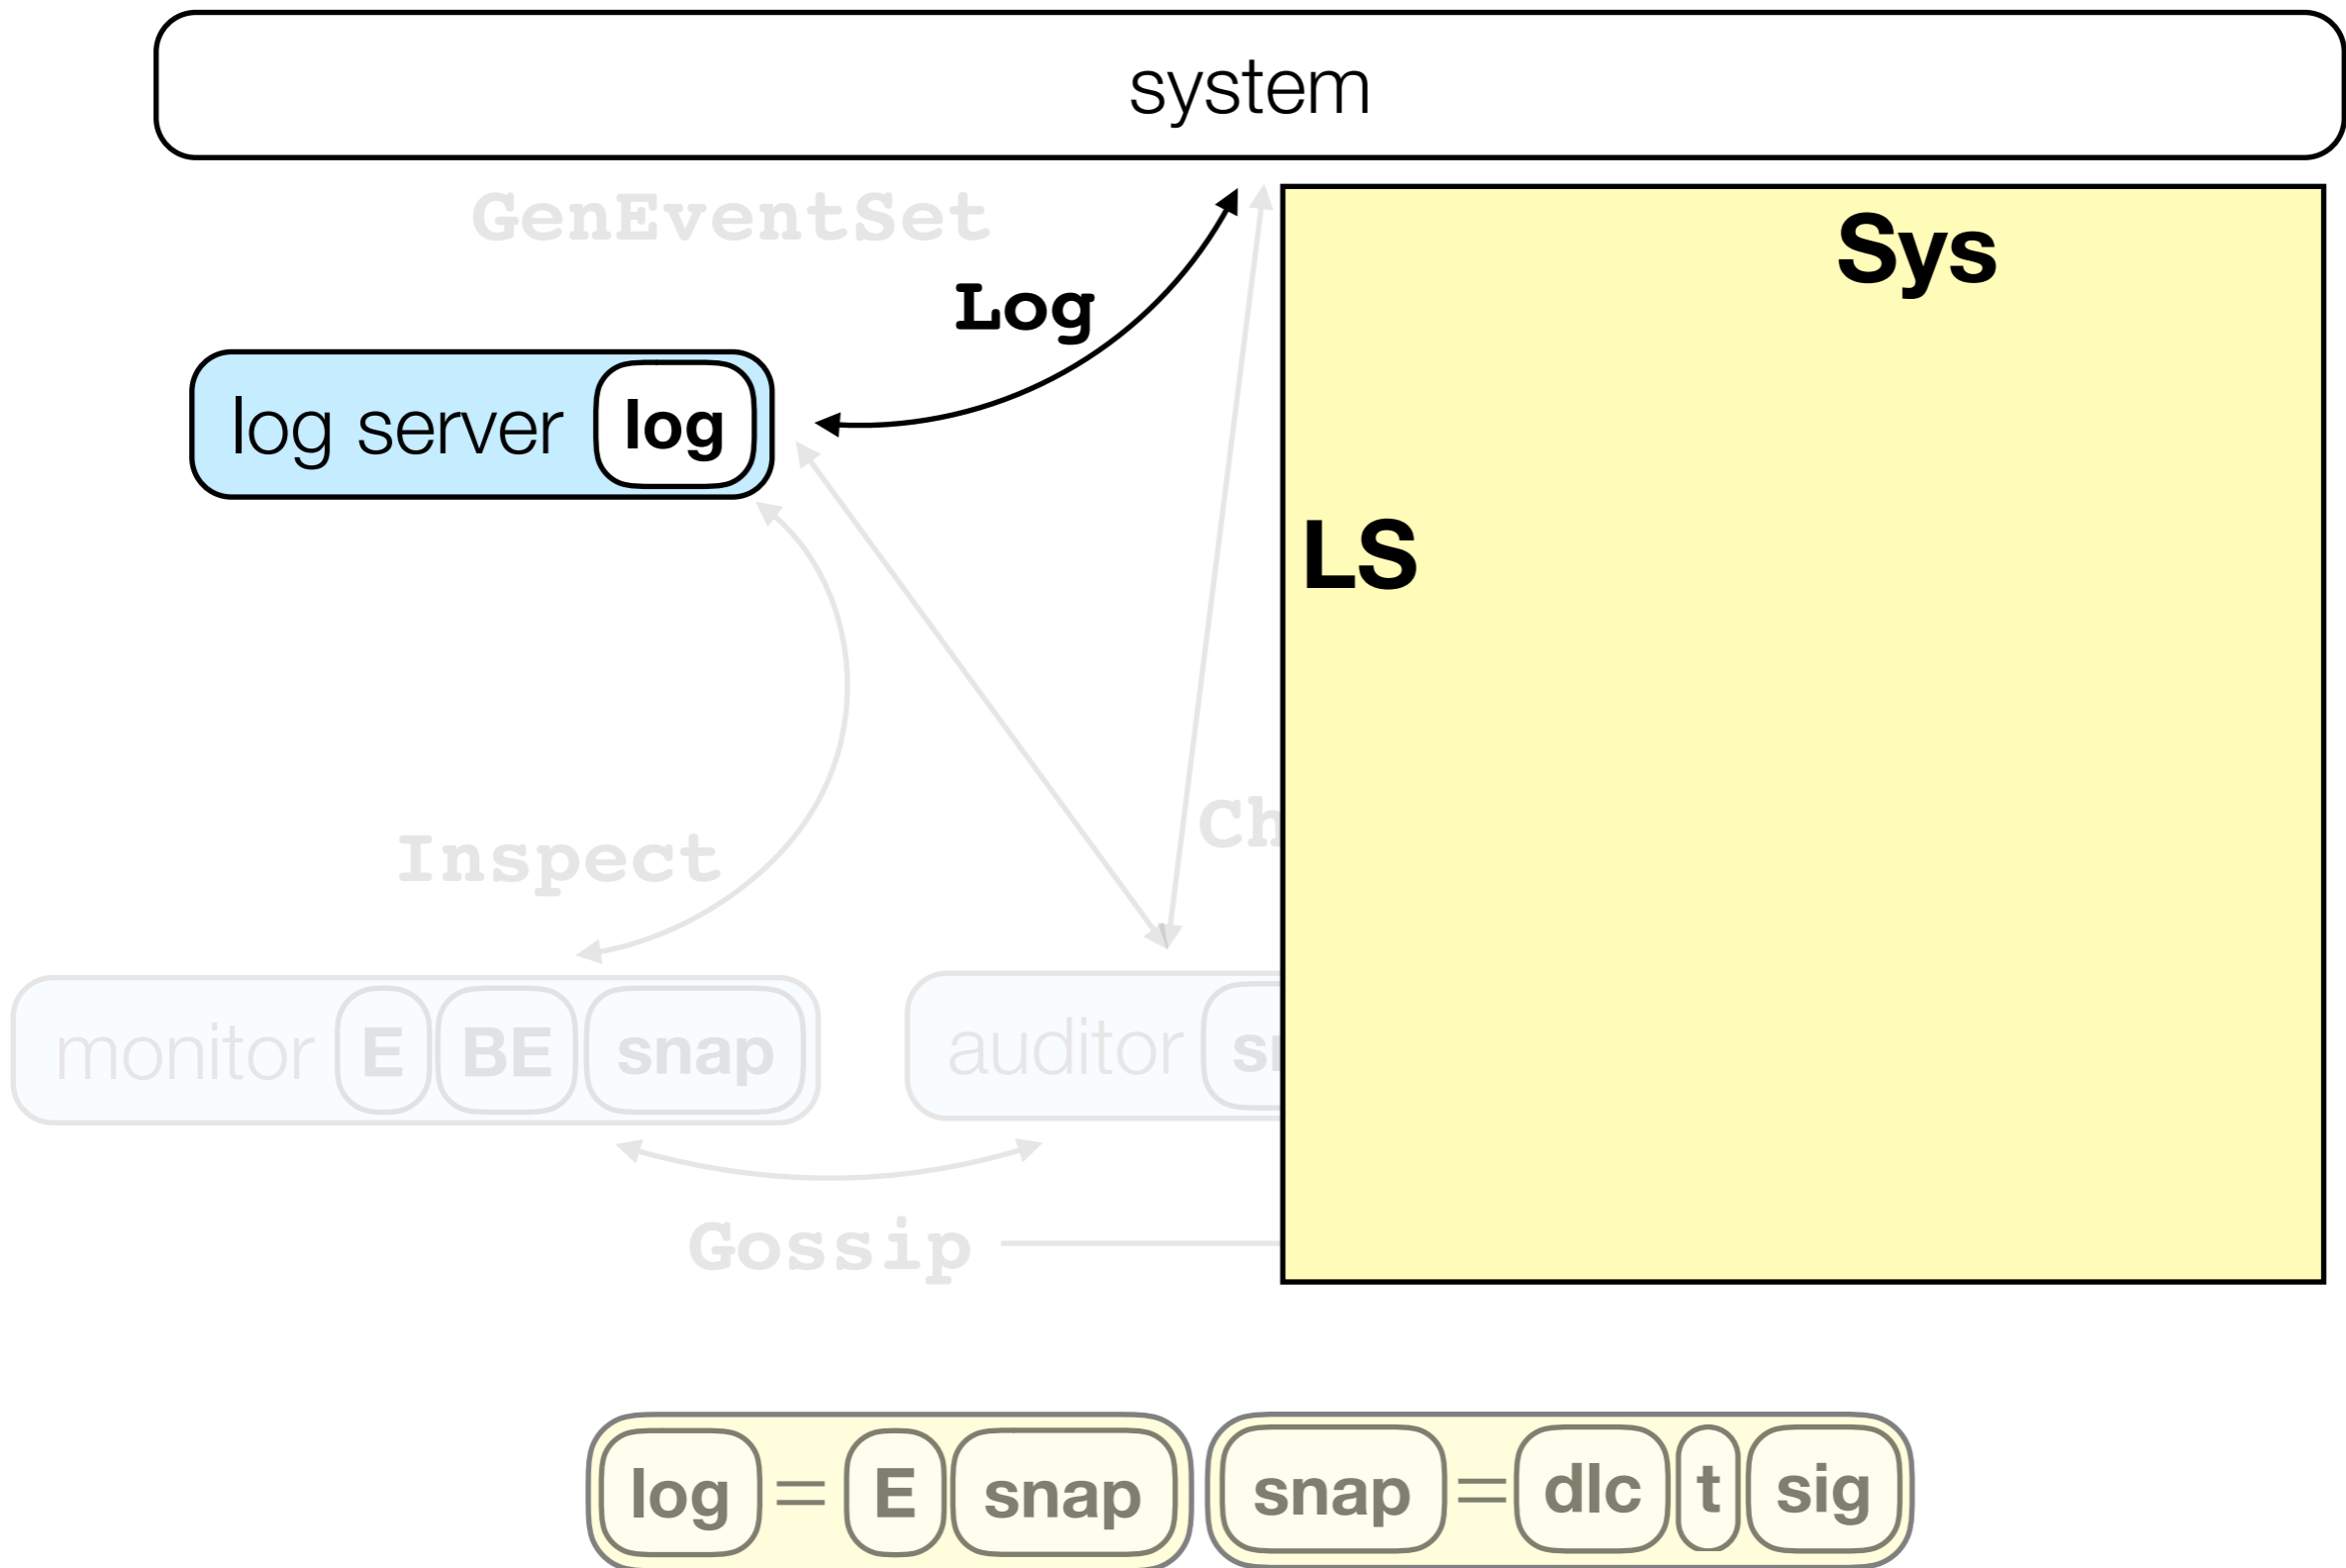 system
GenEventSet
Sys
Log
log server log
LS
Ch
Inspect
monitor E BE snap
auditor
Gossip
log = E snap
snap = dlc t sig